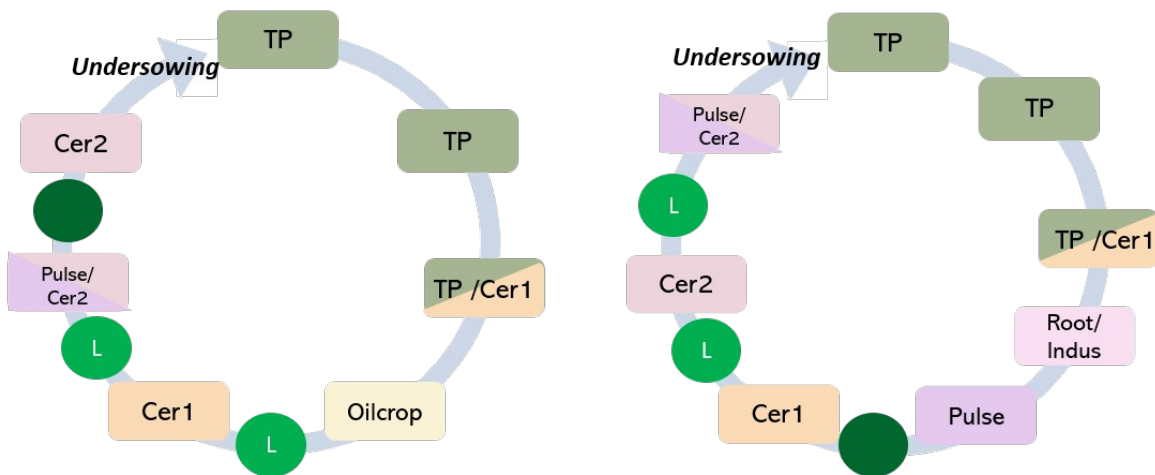 TP
Undersowing
TP
Cer2
TP /Cer1
Pulse/
Cer2
L
Oilcrop
Cer1
L
TP
Undersowing
TP
Pulse/
Cer2
L
TP /Cer1
Cer2
Root/
Indus
L
Pulse
Cer1